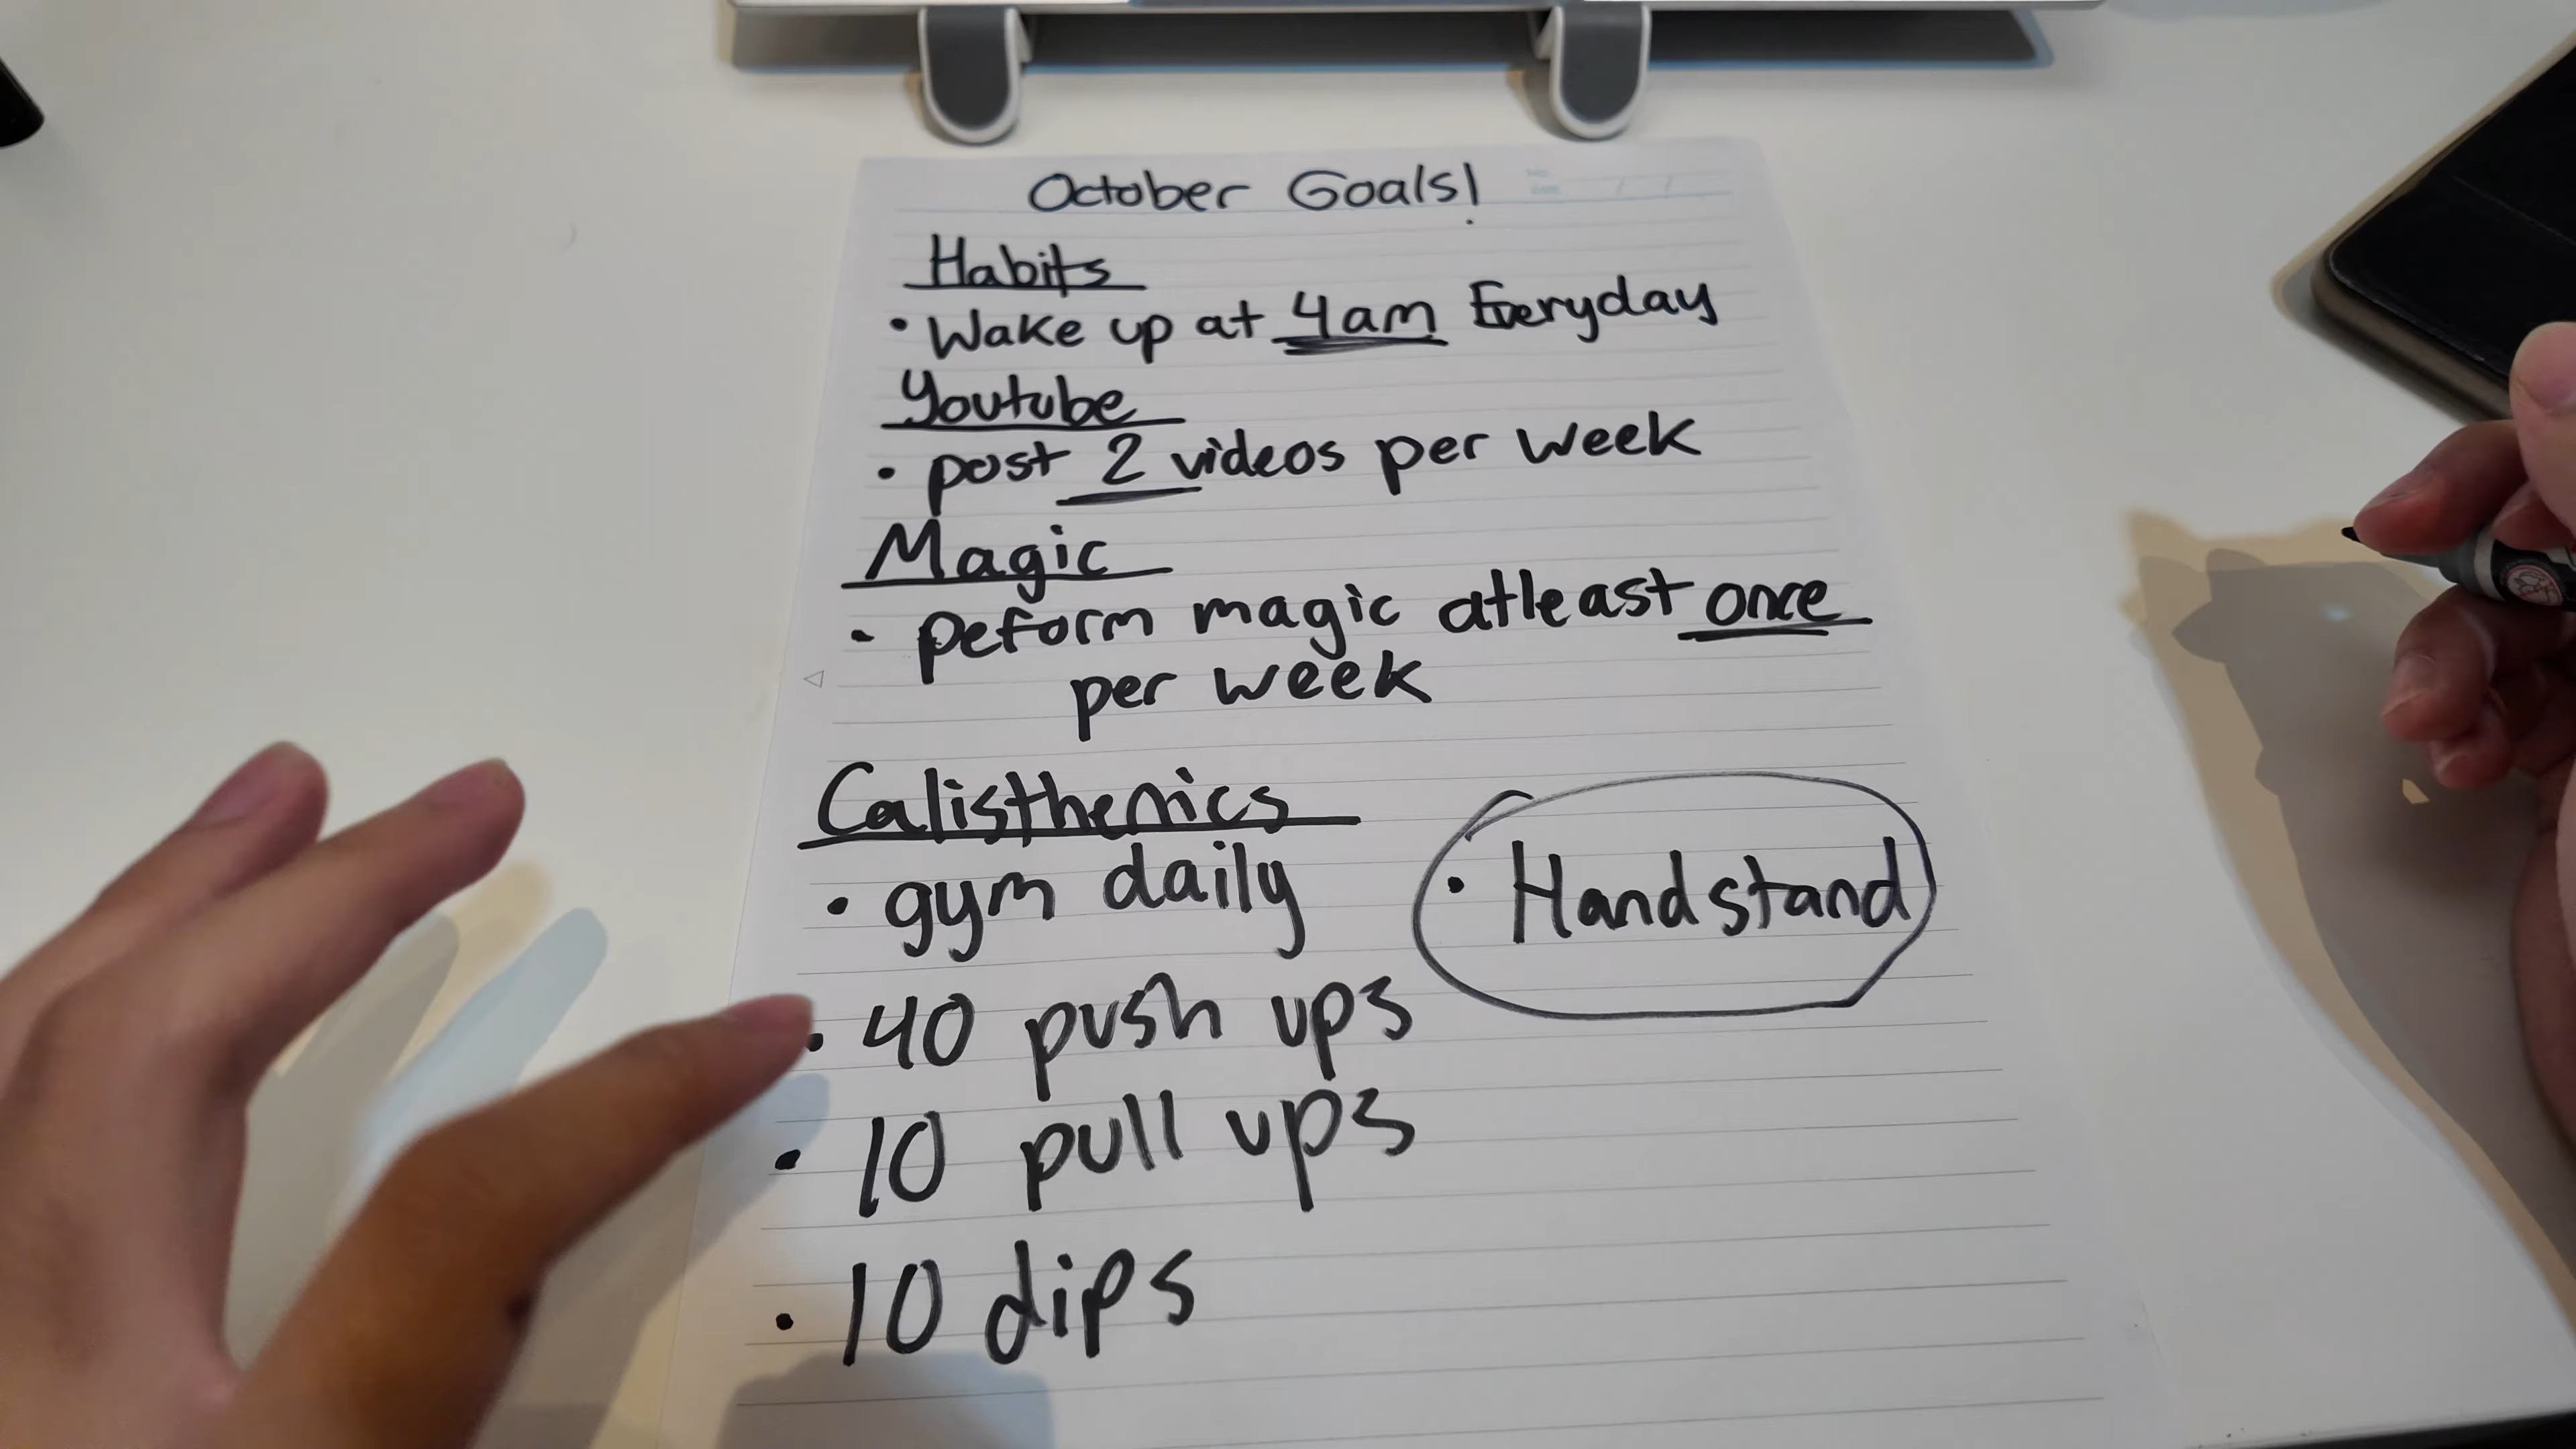 October Goals!
Habits
• Wake up at 4am Everyday
Youtube
• post 2 videos per week
Magic
- peform magic atleast once
per week
Calisthenics
• gym daily
• Handstand
• 40 push ups
• 10 pull ups
• 10 dips